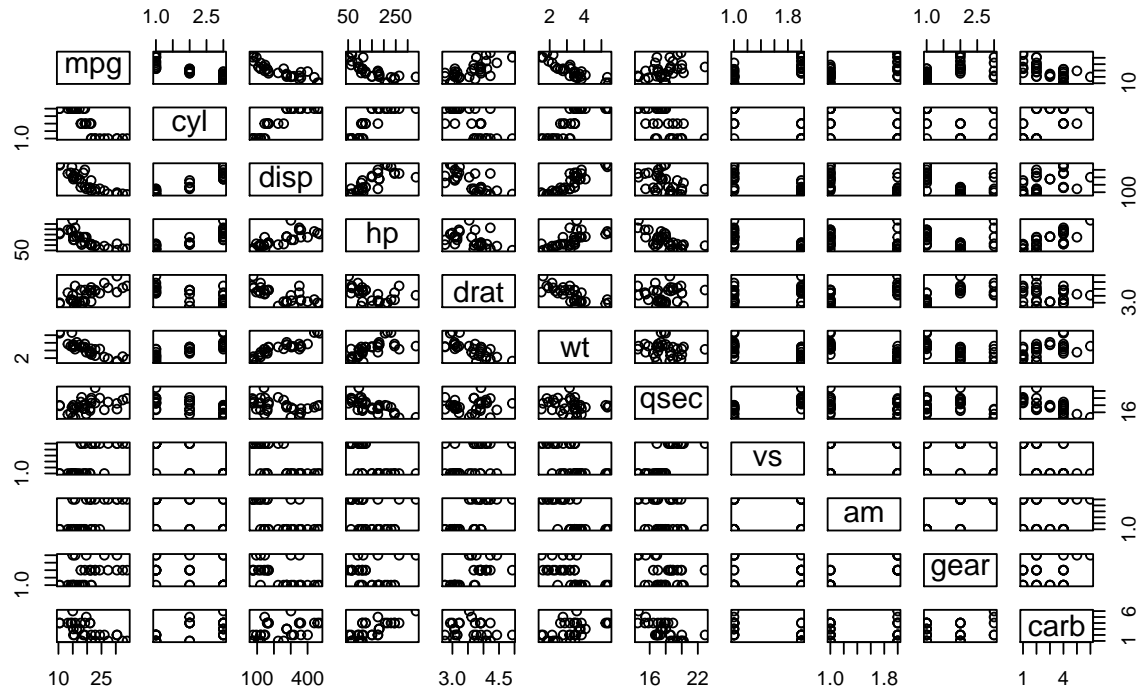 1.0 2.5 50 250 2 4 1.0 1.8 1.0 2.5
mpg 10
1.0 cyl
disp 100
50 hp
drat 3.0
2 wt
qsec 16
1.0 vs
am 1.0
1.0 gear
carb 1 6
10 25 100 400 3.0 4.5 16 22 1.0 1.8 1 4